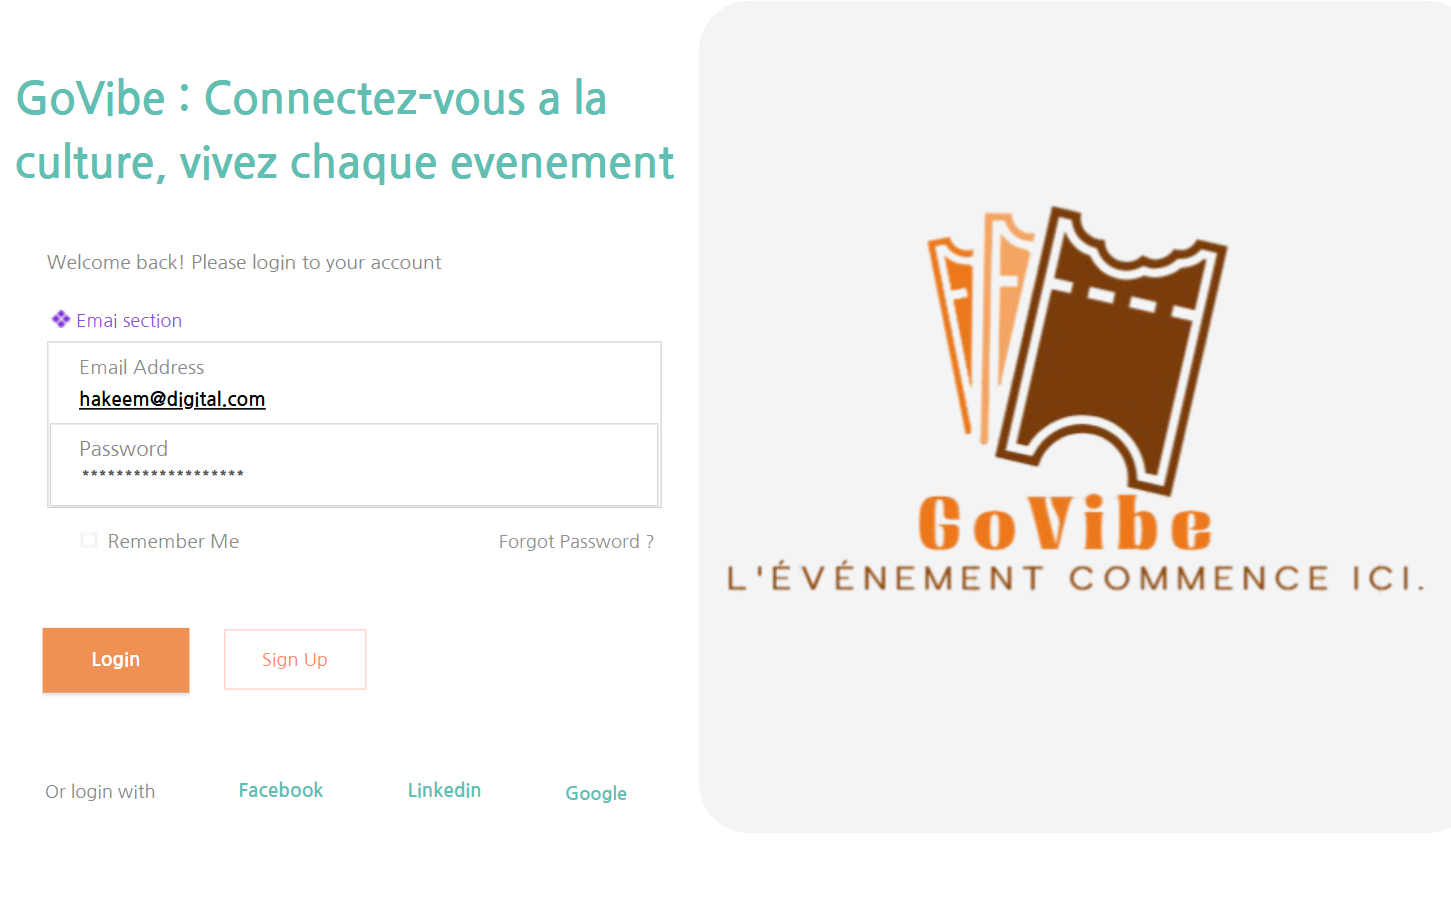 GoVibe : Connectez-vous a la
culture, vivez chaque evenement
Welcome back! Please login to your account
Emai section
Email Address
hakeem@digital.com
Password
*******************
Remember Me
Forgot Password ?
Login
Sign Up
Or login with
Facebook
Linkedin
Google
GoVibe
L'ÉVÉNEMENT COMMENCE ICI.